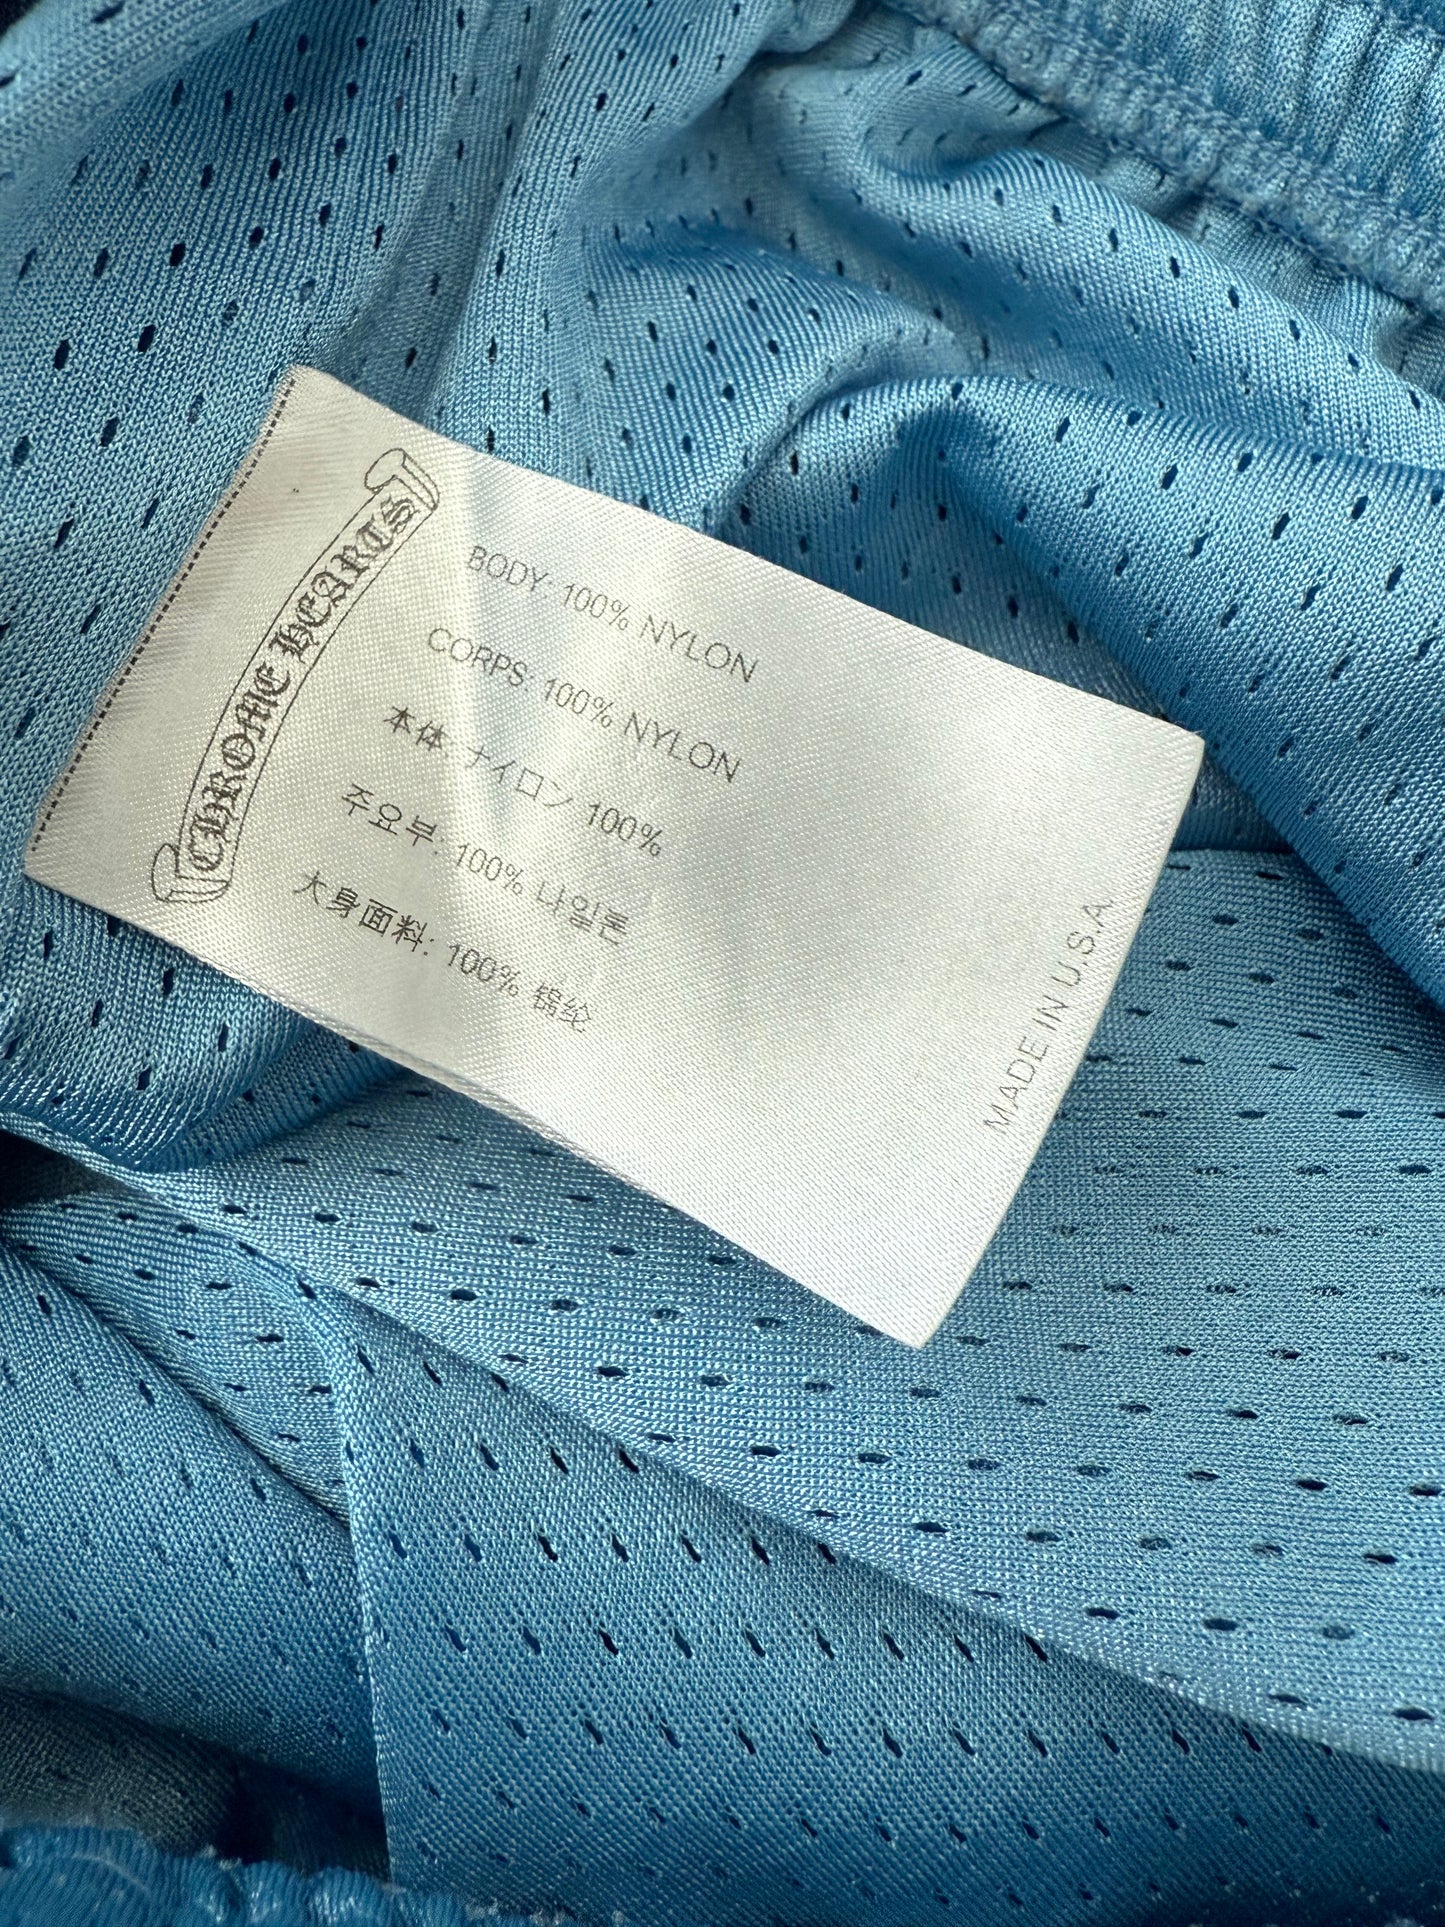 CHROME HEARTS
BODY: 100% NYLON
CORPS: 100% NYLON
本体: ナイロン 100%
주요부: 100% 나일론
大身面料: 100% 锦纶
MADE IN U.S.A.